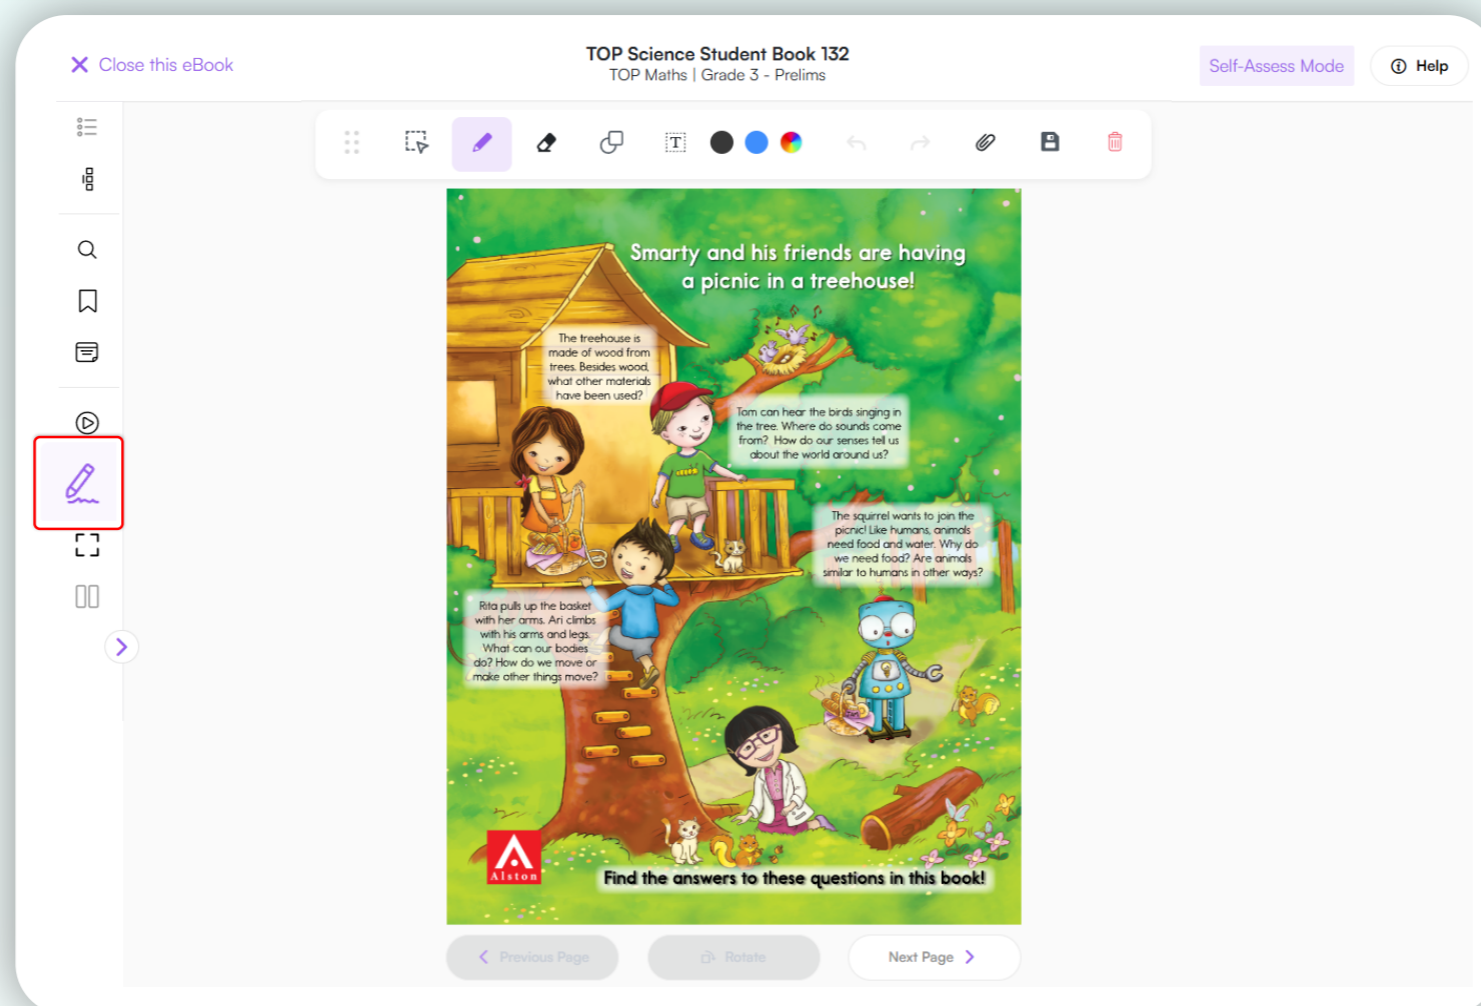 Close this eBook
TOP Science Student Book 132
TOP Maths | Grade 3 - Prelims
Self-Assess Mode
Help
T
Smarty and his friends are having
a picnic in a treehouse!
The treehouse is
made of wood from
trees. Besides wood,
what other materials
have been used?
Tom can hear the birds singing in
the tree. Where do sounds come
from? How do our senses tell us
about the world around us?
The squirrel wants to join the
picnic! Like humans, animals
need food and water. Why do
we need food? Are animals
similar to humans in other ways?
Rita pulls up the basket
with her arms. Ari climbs
with his arms and legs.
What can our bodies
do? How do we move or
make other things move?
Alston
Find the answers to these questions in this book!
Previous Page
Rotate
Next Page